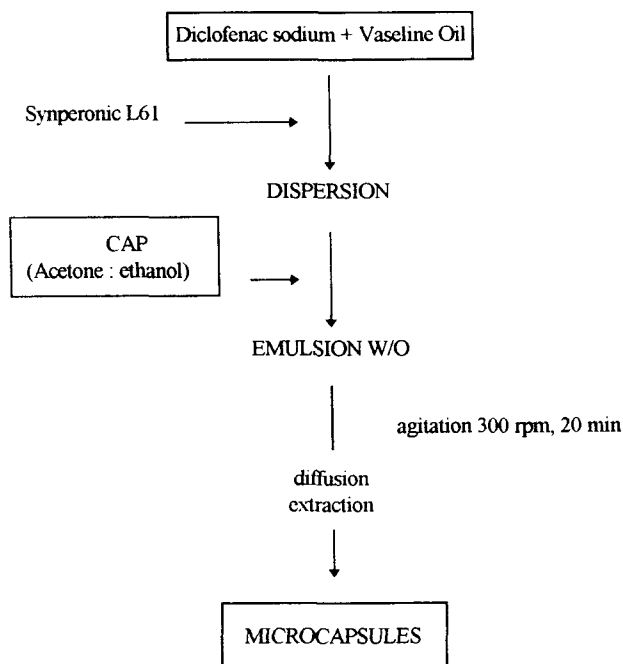 Diclofenac sodium + Vaseline Oil
Synperonic L61
DISPERSION
CAP
(Acetone : ethanol)
EMULSION W/O
agitation 300 rpm, 20 min
diffusion
extraction
MICROCAPSULES